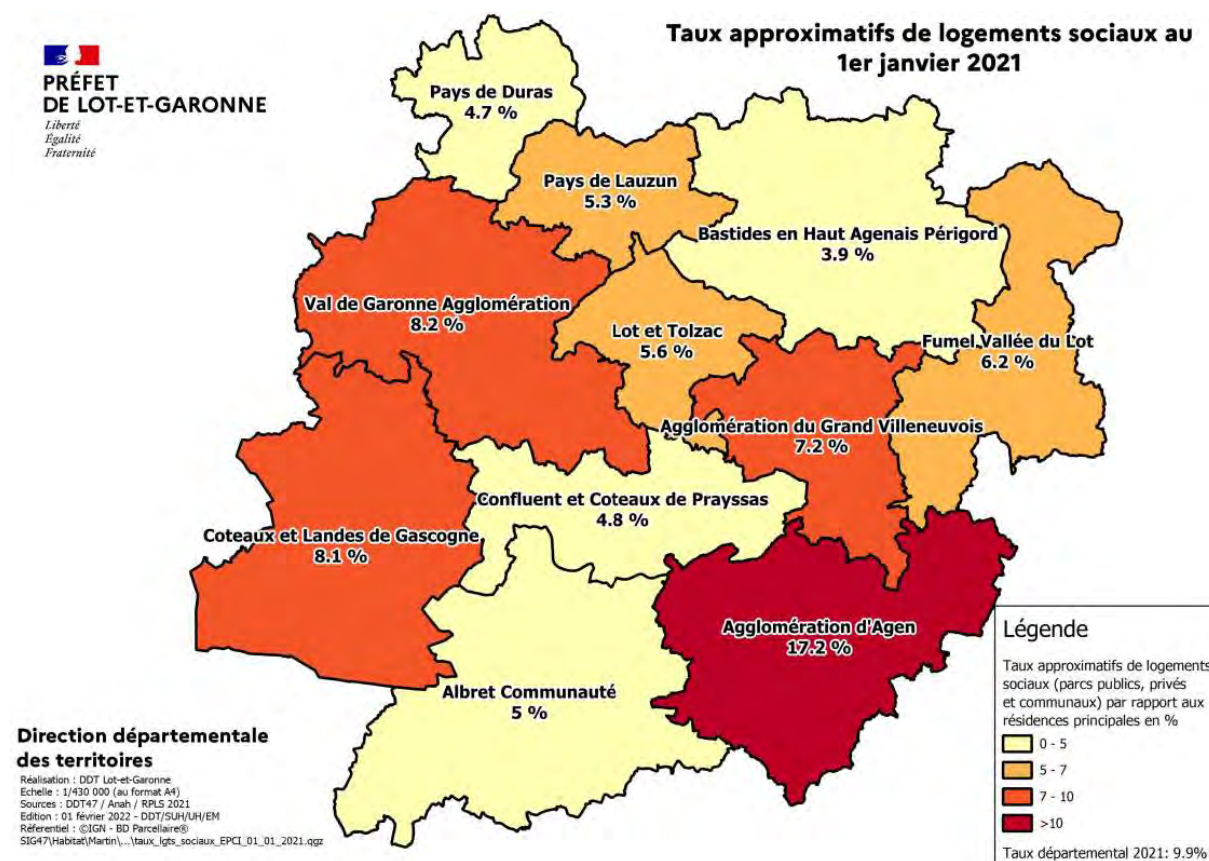 Taux approximatifs de logements sociaux au
1er janvier 2021
PRÉFET
DE LOT-ET-GARONNE
Liberté
Égalité
Fraternité
Pays de Duras
4.7 %
Pays de Lauzun
5.3 %
Bastides en Haut Agenais Périgord
3.9 %
Val de Garonne Agglomération
8.2 %
Lot et Tolzac
5.6 %
Fumel Vallée du Lot
6.2 %
Agglomération du Grand Villeneuvois
7.2 %
Confluent et Coteaux de Prayssas
4.8 %
Coteaux et Landes de Gascogne
8.1 %
Agglomération d'Agen
17.2 %
Albret Communauté
5 %
Direction départementale
des territoires
Réalisation : DDT Lot-et-Garonne
Echelle : 1/430 000 (au format A4)
Sources : DDT47 / Anah / RPLS 2021
Edition : 01 février 2022 - DDT/SUH/UH/EM
Réferentiel : ©IGN - BD Parcellaire®
SIG47\Habitat\Martin\...\taux_lgts_sociaux_EPCI_01_01_2021.qgz
Légende
Taux approximatifs de logements
sociaux (parcs publics, privés
et communaux) par rapport aux
résidences principales en %
0 - 5
5 - 7
7 - 10
>10
Taux départemental 2021: 9.9%